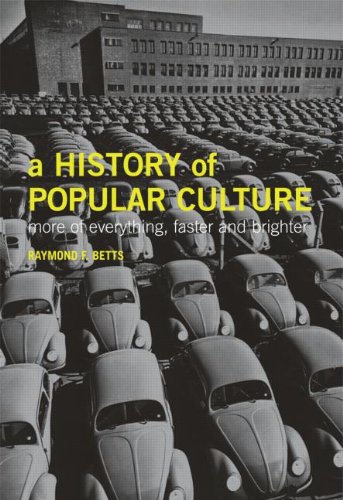 a HISTORY of
POPULAR CULTURE
more of everything, faster and brighter
RAYMOND F. BETTS